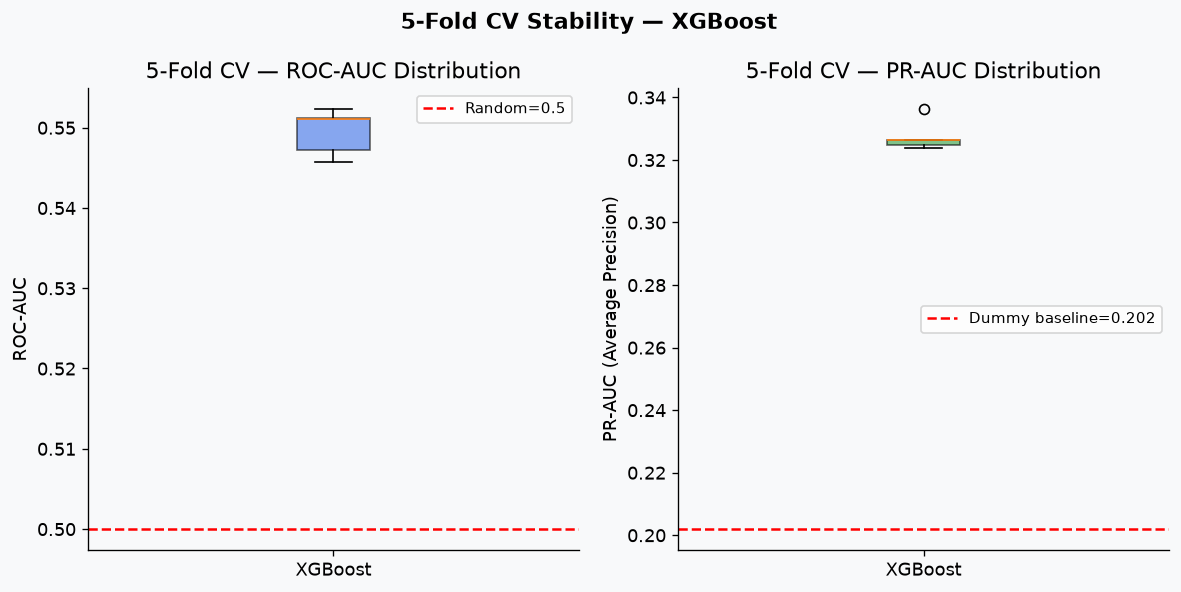 5-Fold CV Stability — XGBoost
5-Fold CV — ROC-AUC Distribution
ROC-AUC
0.55
0.54
0.53
0.52
0.51
0.50
Random=0.5
XGBoost
5-Fold CV — PR-AUC Distribution
PR-AUC (Average Precision)
0.34
0.32
0.30
0.28
0.26
0.24
0.22
0.20
Dummy baseline=0.202
XGBoost